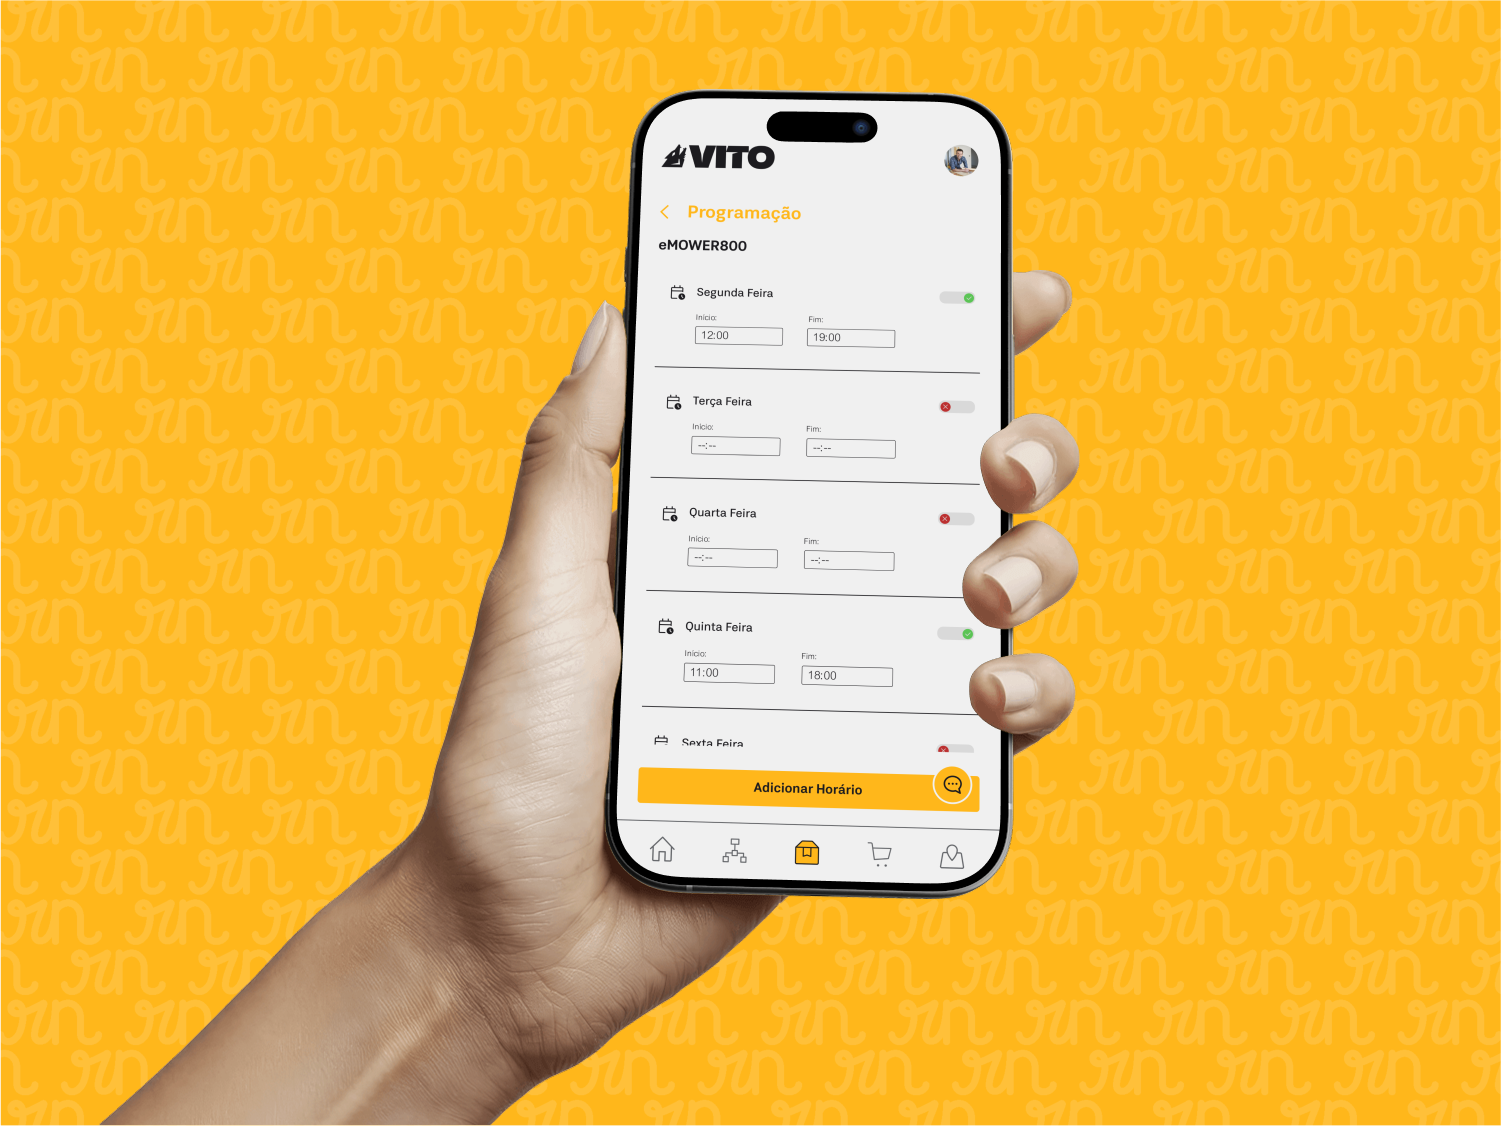 VITO
Programação
eMOWER800
Segunda Feira
Início: Fim:
12:00 19:00
Terça Feira
Início: Fim:
--:-- --:--
Quarta Feira
Início: Fim:
--:-- --:--
Quinta Feira
Início: Fim:
11:00 18:00
Sexta Feira
Adicionar Horário